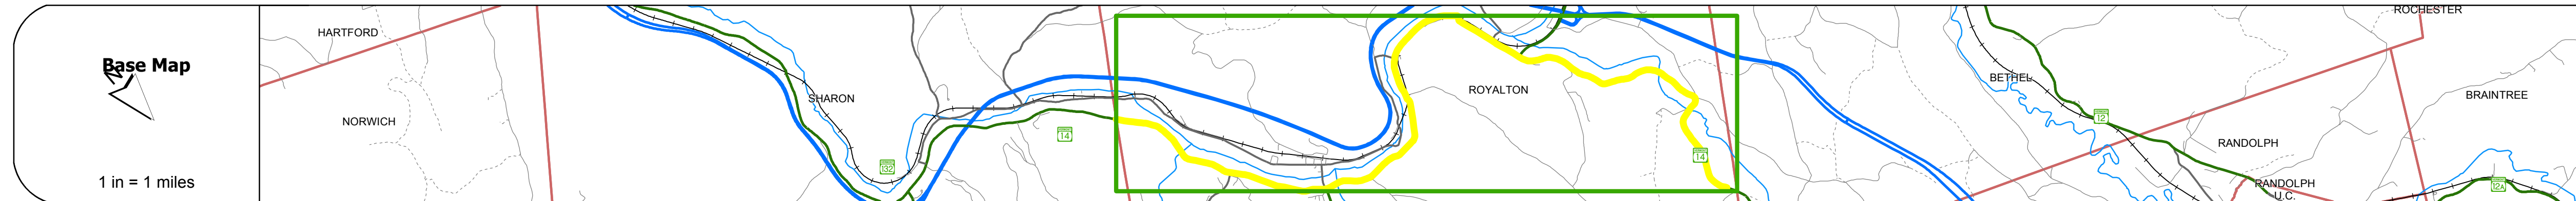 Base Map
N
1 in = 1 miles
HARTFORD
NORWICH
SHARON
132
14
ROYALTON
14
BETHEL
12
ROCHESTER
BRAINTREE
RANDOLPH
RANDOLPH
U.C.
12A